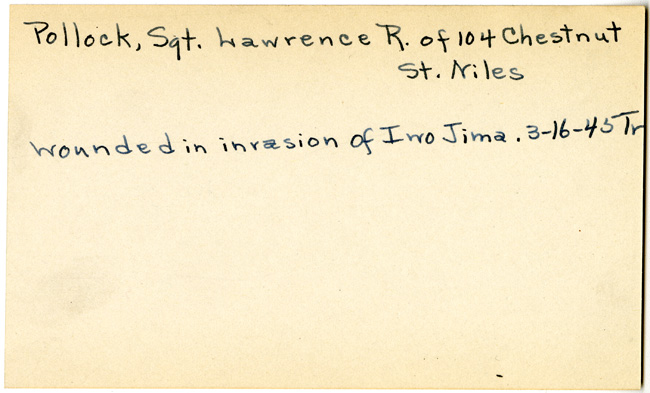 Pollock, Sgt. Lawrence R. of 104 Chestnut
St. Niles
wounded in invasion of Iwo Jima. 3-16-45 Tr